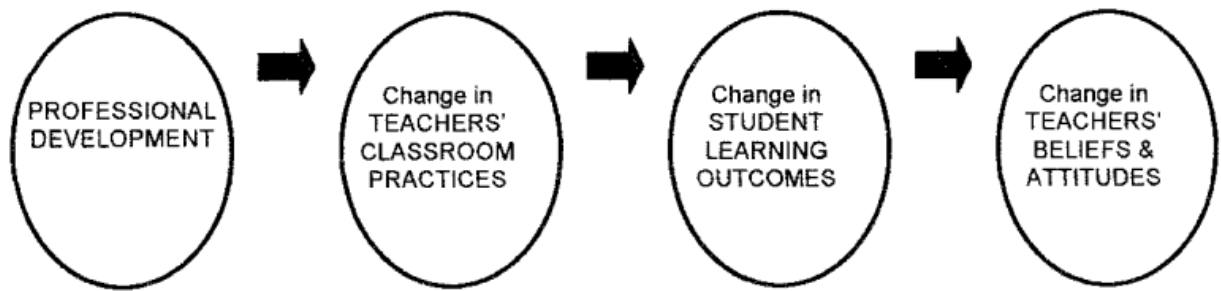 PROFESSIONAL
DEVELOPMENT
Change in
TEACHERS'
CLASSROOM
PRACTICES
Change in
STUDENT
LEARNING
OUTCOMES
Change in
TEACHERS'
BELIEFS &
ATTITUDES